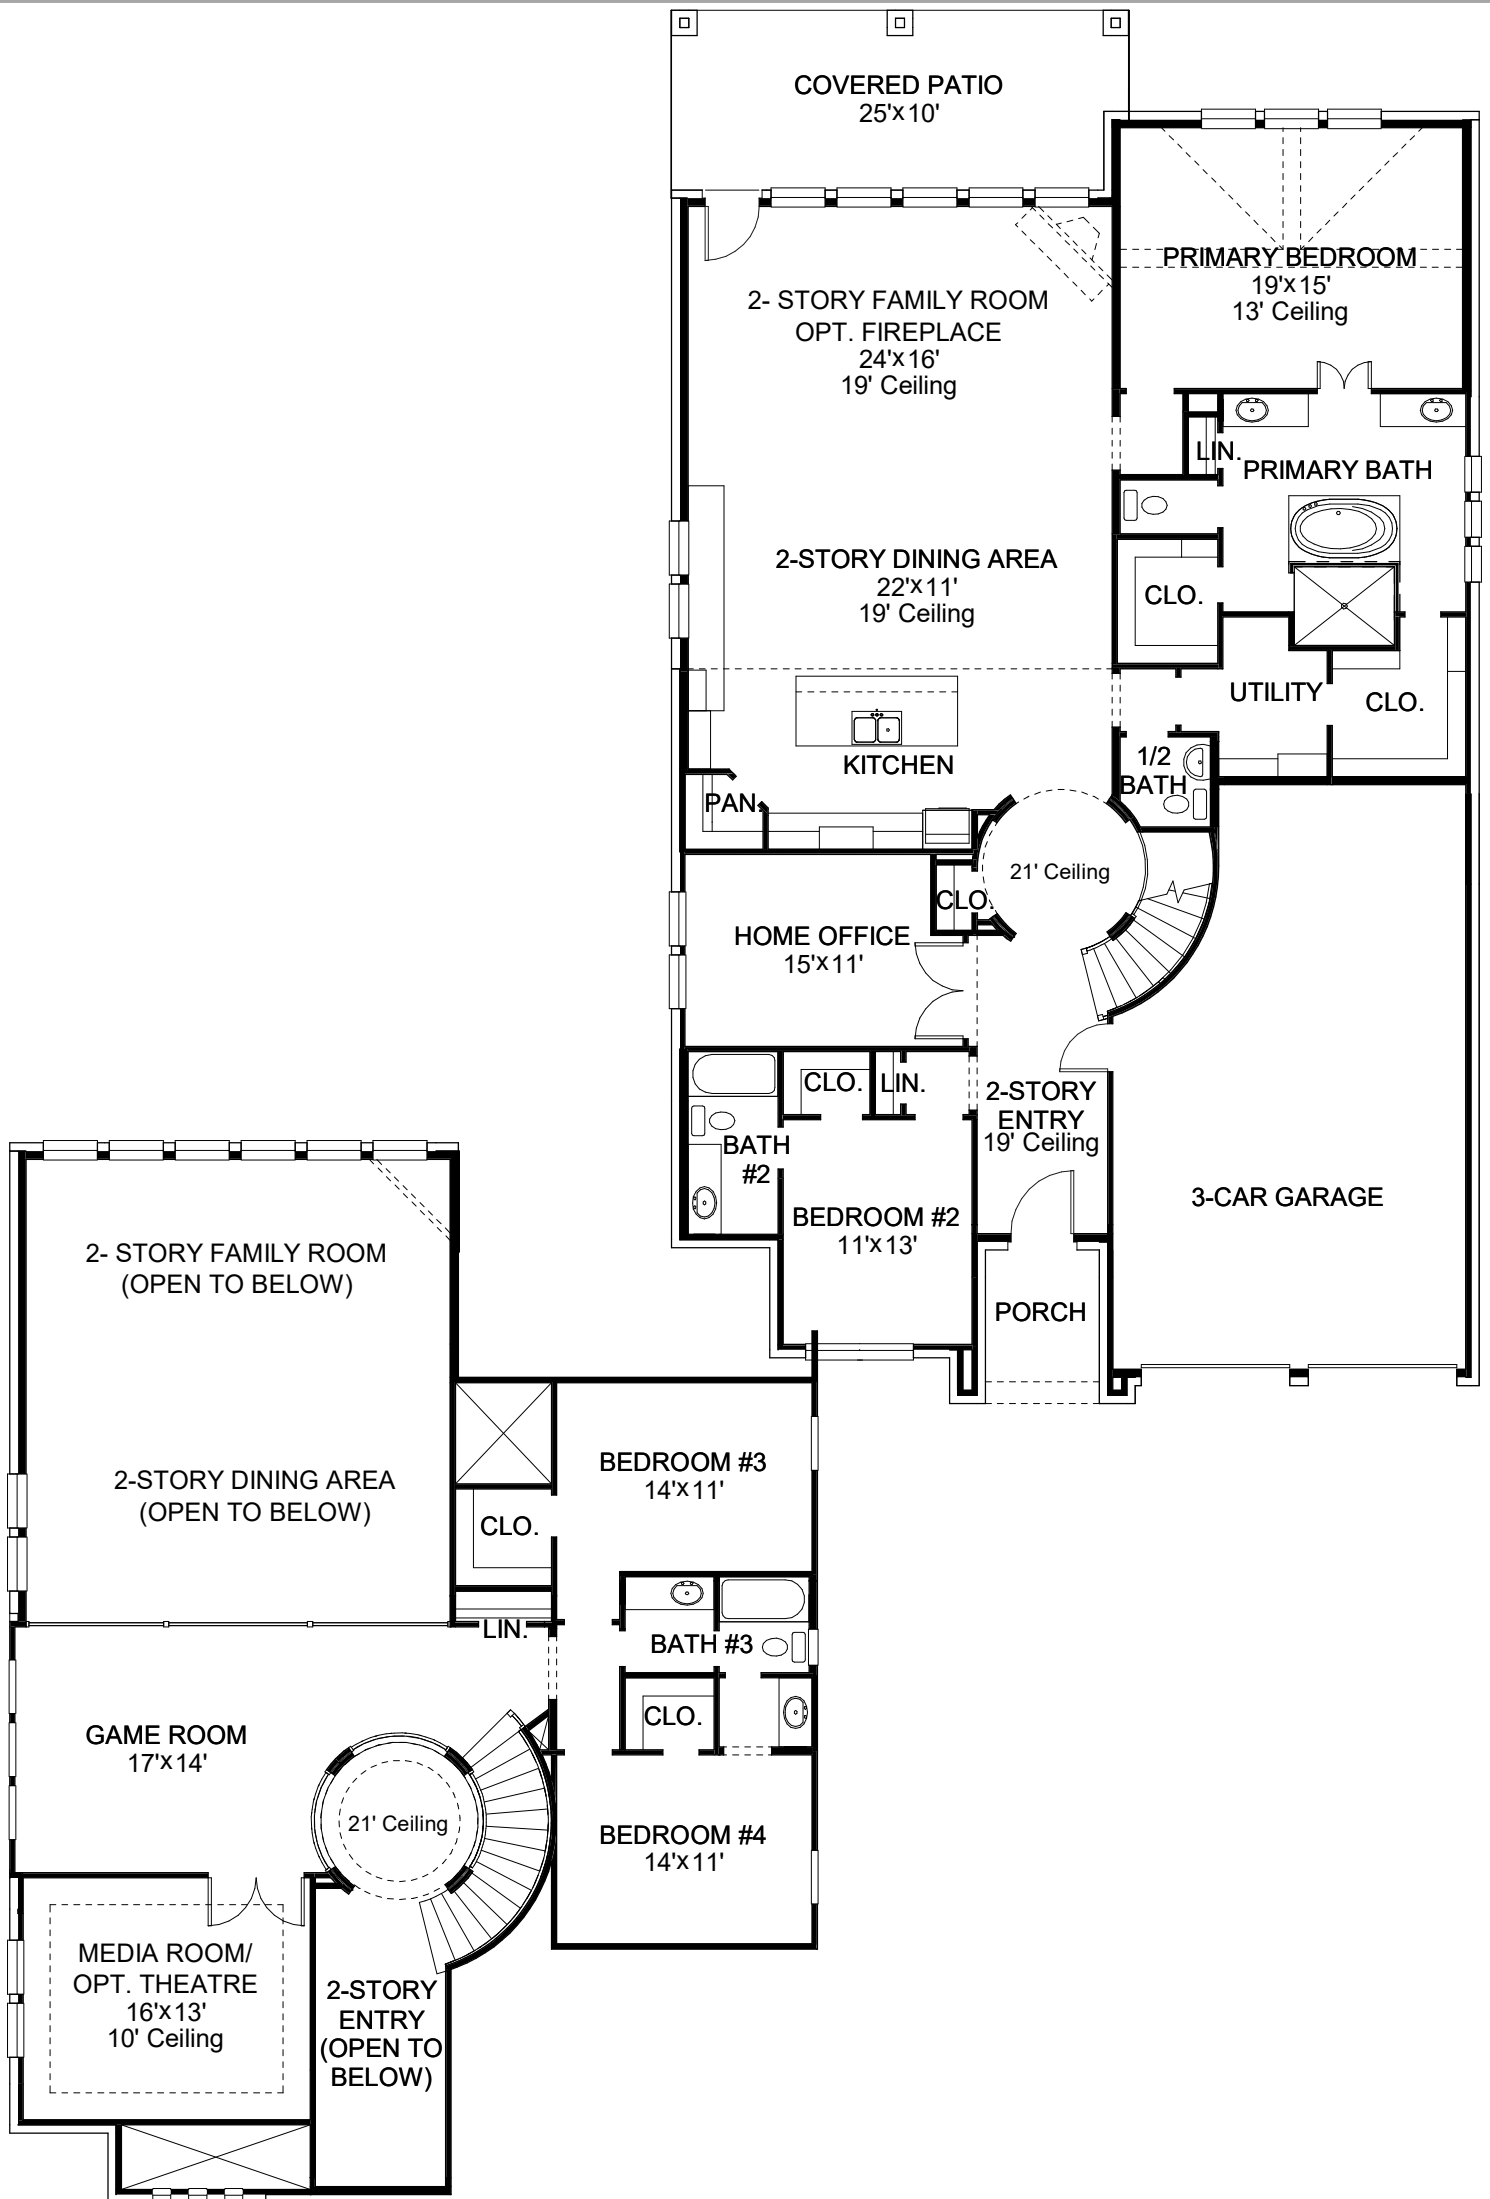 COVERED PATIO
25'x10'
PRIMARY BEDROOM
19'x15'
13' Ceiling
2- STORY FAMILY ROOM
OPT. FIREPLACE
24'x16'
19' Ceiling
LIN.
PRIMARY BATH
2-STORY DINING AREA
22'x11'
19' Ceiling
CLO.
UTILITY
CLO.
KITCHEN
1/2
BATH
PAN.
21' Ceiling
CLO.
HOME OFFICE
15'x11'
CLO.
LIN.
2-STORY
ENTRY
19' Ceiling
BATH
#2
3-CAR GARAGE
BEDROOM #2
11'x13'
PORCH
2- STORY FAMILY ROOM
(OPEN TO BELOW)
2-STORY DINING AREA
(OPEN TO BELOW)
BEDROOM #3
14'x11'
CLO.
LIN.
BATH #3
CLO.
GAME ROOM
17'x14'
21' Ceiling
BEDROOM #4
14'x11'
MEDIA ROOM/
OPT. THEATRE
16'x13'
10' Ceiling
2-STORY
ENTRY
(OPEN TO
BELOW)